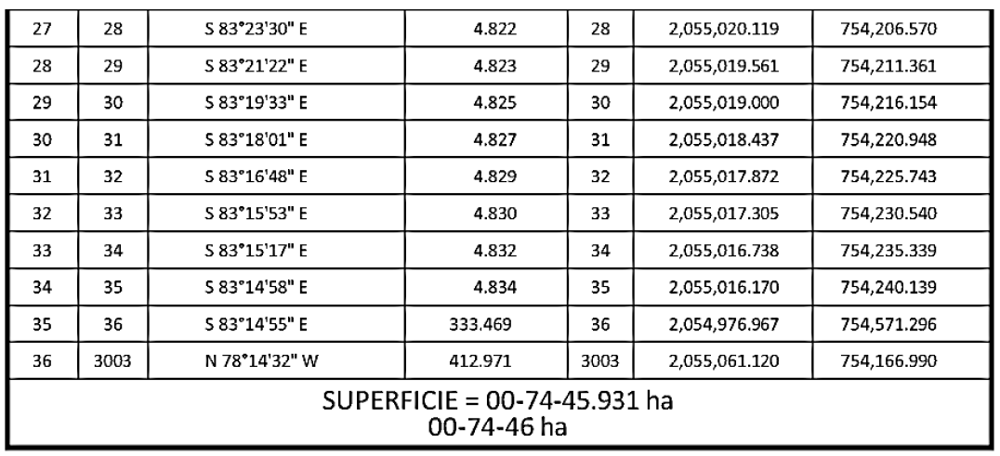 27 28 S 83°23'30" E 4.822 28 2,055,020.119 754,206.570
28 29 S 83°21'22" E 4.823 29 2,055,019.561 754,211.361
29 30 S 83°19'33" E 4.825 30 2,055,019.000 754,216.154
30 31 S 83°18'01" E 4.827 31 2,055,018.437 754,220.948
31 32 S 83°16'48" E 4.829 32 2,055,017.872 754,225.743
32 33 S 83°15'53" E 4.830 33 2,055,017.305 754,230.540
33 34 S 83°15'17" E 4.832 34 2,055,016.738 754,235.339
34 35 S 83°14'58" E 4.834 35 2,055,016.170 754,240.139
35 36 S 83°14'55" E 333.469 36 2,054,976.967 754,571.296
36 3003 N 78°14'32" W 412.971 3003 2,055,061.120 754,166.990
SUPERFICIE = 00-74-45.931 ha
00-74-46 ha